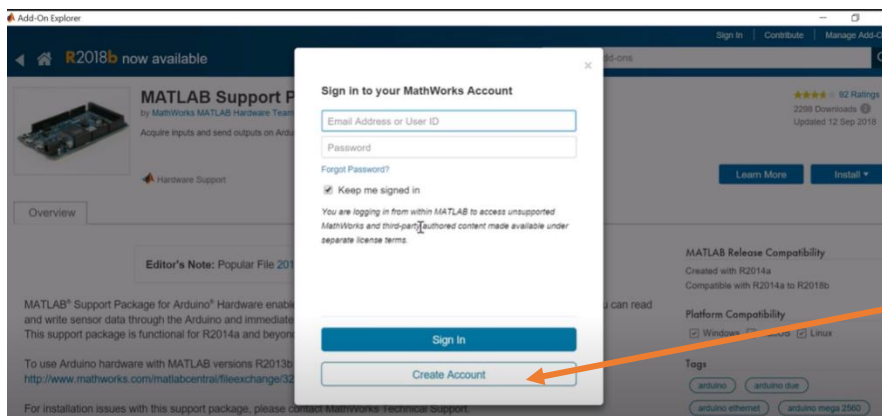 Add-On Explorer
Sign In Contribute Manage Add-O
R2018b now available
dd-ons
MATLAB Support P
by MathWorks MATLAB Hardware Team
Acquire inputs and send outputs on Ardu
Hardware Support
92 Ratings
2298 Downloads
Updated 12 Sep 2018
Learn More Install
Overview
Sign in to your MathWorks Account
Email Address or User ID
Password
Forgot Password?
Keep me signed in
You are logging in from within MATLAB to access unsupported
MathWorks and third-party authored content made available under
separate license terms.
Sign In
Create Account
Editor's Note: Popular File 201
MATLAB® Support Package for Arduino® Hardware enable
u can read
and write sensor data through the Arduino and immediate
This support package is functional for R2014a and beyon
To use Arduino hardware with MATLAB versions R2013b
http://www.mathworks.com/matlabcentral/fileexchange/32
For installation issues with this support package, please contact MathWorks Technical Support.
MATLAB Release Compatibility
Created with R2014a
Compatible with R2014a to R2018b
Platform Compatibility
Windows Linux
Tags
arduino arduino due
arduino ethernet arduino mega 2560